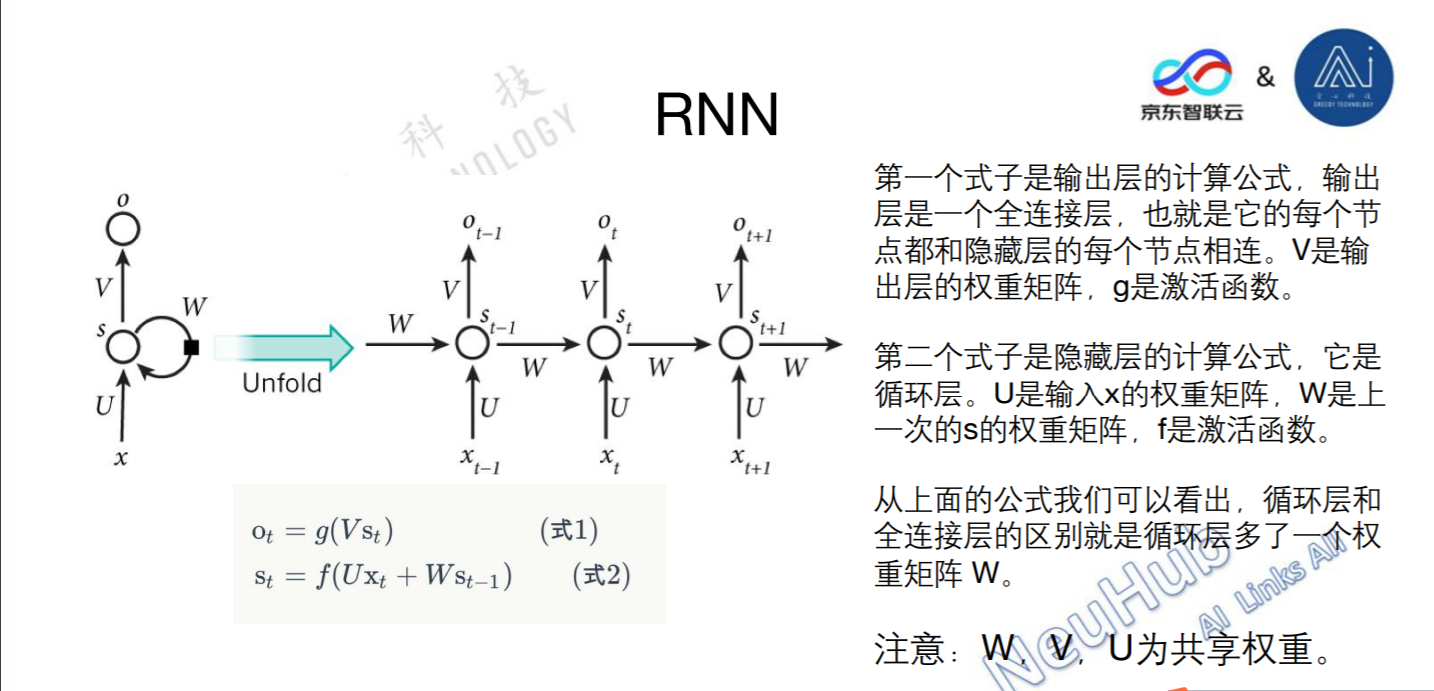 科 技
NOLOGY
RNN
京东智联云
&
Ai
GREEDY TECHNOLOGY
第一个式子是输出层的计算公式，输出
层是一个全连接层，也就是它的每个节
点都和隐藏层的每个节点相连。V是输
出层的权重矩阵，g是激活函数。
第二个式子是隐藏层的计算公式，它是
循环层。U是输入x的权重矩阵，W是上
一次的s的权重矩阵，f是激活函数。
从上面的公式我们可以看出，循环层和
全连接层的区别就是循环层多了一个权
重矩阵 W。
注意：W，V，U为共享权重。
o
V
s
W
U
x
Unfold
o_{t-1} o_t o_{t+1}
V V V
W s_{t-1} s_t s_{t+1}
W W W
U U U
x_{t-1} x_t x_{t+1}
o_t = g(Vs_t) (式1)
s_t = f(Ux_t + Ws_{t-1}) (式2)
NeuHub
AI Links All